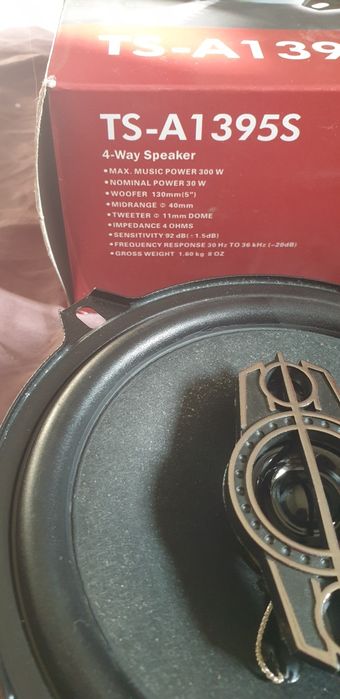 TS-A139
TS-A1395S
4-Way Speaker
•MAX. MUSIC POWER 300 W
•NOMINAL POWER 30 W
•WOOFER 130mm(5")
•MIDRANGE Φ 40mm
•TWEETER Φ 11mm DOME
•IMPEDANCE 4 OHMS
•SENSITIVITY 92 dB(±1.5dB)
•FREQUENCY RESPONSE 30 Hz TO 36 kHz (-20dB)
•GROSS WEIGHT 1.60 kg 8 OZ